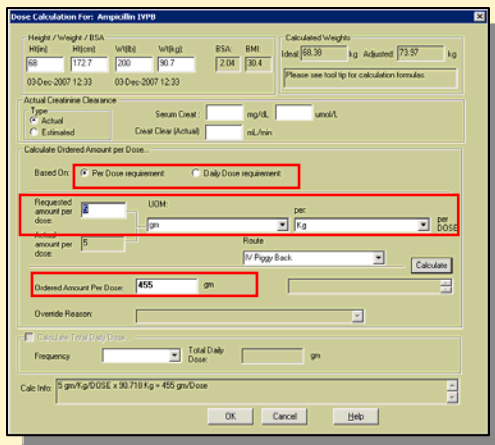 Dose Calculation For: Ampicillin IVPB
Height / Weight / BSA
Calculated Weights
Ht(in) Ht(cm) Wt(lb) Wt(kg) BSA: BMI:
68 172.7 200 90.7 2.04 30.4
Ideal 68.38 kg Adjusted 73.97 kg
03-Dec-2007 12:33 03-Dec-2007 12:33
Please see tool tip for calculation formulas.
Actual Creatinine Clearance
Type
Actual
Estimated
Serum Creat : mg/dL umol/L
Creat Clear (Actual) mL/min
Calculate Ordered Amount per Dose...
Based On: Per Dose requirement Daily Dose requirement
Requested amount per dose: 5
UOM: gm
per: Kg
per DOSE
Actual amount per dose: 5
Route
IV Piggy Back
Calculate
Ordered Amount Per Dose: 455 gm
Override Reason:
Calculate Total Daily Dose...
Frequency Total Daily Dose: gm
Calc Info: 5 gm/Kg/DOSE x 90.718 Kg = 455 gm/Dose
OK Cancel Help